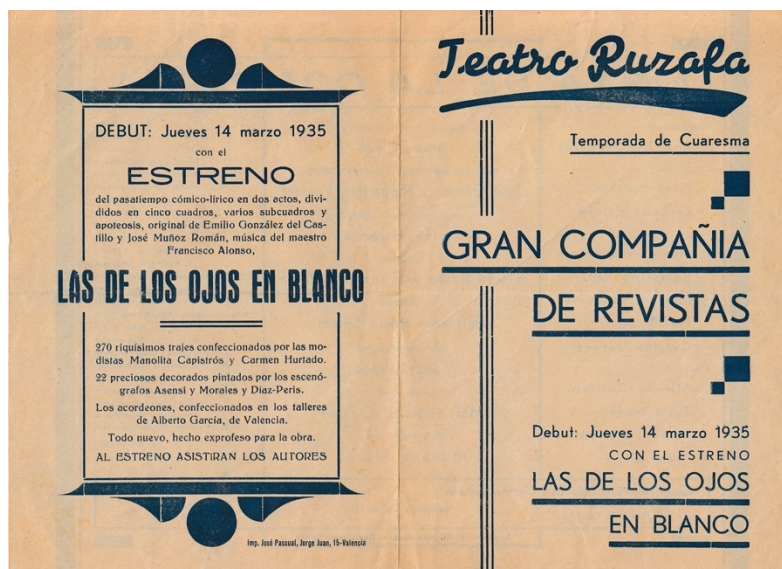 DEBUT: Jueves 14 marzo 1935
con el
ESTRENO
del pasatiempo cómico-lírico en dos actos, divi-
didos en cinco cuadros, varios subcuadros y
apoteosis, original de Emilio González del Cas-
tillo y José Muñoz Román, música del maestro
Francisco Alonso,
LAS DE LOS OJOS EN BLANCO
270 riquísimos trajes confeccionados por las mo-
distas Manolita Capistrós y Carmen Hurtado.
22 preciosos decorados pintados por los escenó-
grafos Asensi y Morales y Díaz-Peris.
Los acordeones, confeccionados en los talleres
de Alberto García, de Valencia.
Todo nuevo, hecho exprofeso para la obra.
AL ESTRENO ASISTIRAN LOS AUTORES
Imp. José Pascual, Jorge Juan, 15-Valencia
Teatro Ruzafa
Temporada de Cuaresma
GRAN COMPAÑIA
DE REVISTAS
Debut: Jueves 14 marzo 1935
CON EL ESTRENO
LAS DE LOS OJOS
EN BLANCO